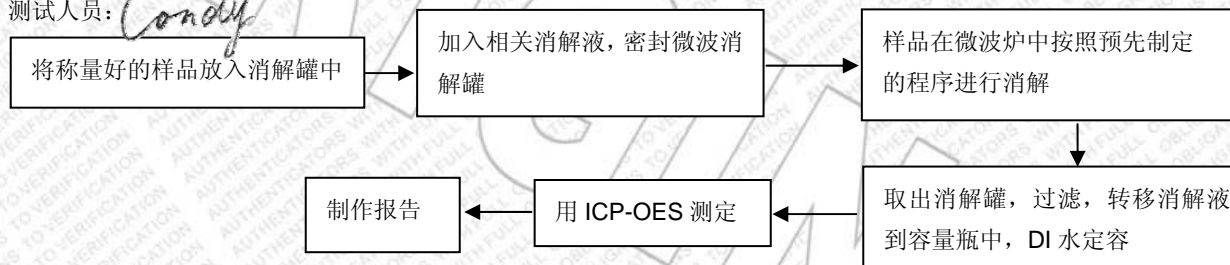 测试人员：Condy
将称量好的样品放入消解罐中
加入相关消解液，密封微波消
解罐
样品在微波炉中按照预先制定
的程序进行消解
取出消解罐，过滤，转移消解液
到容量瓶中，DI 水定容
用 ICP-OES 测定
制作报告